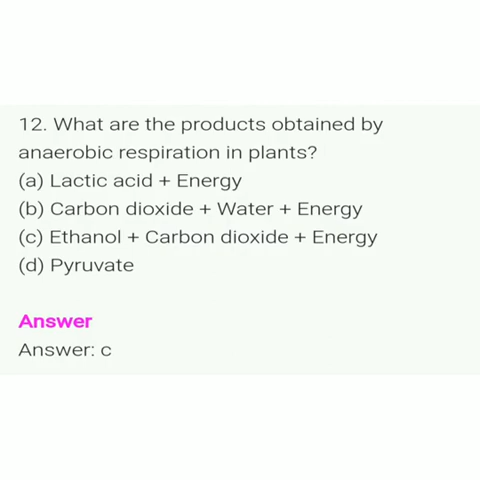 12. What are the products obtained by
anaerobic respiration in plants?
(a) Lactic acid + Energy
(b) Carbon dioxide + Water + Energy
(c) Ethanol + Carbon dioxide + Energy
(d) Pyruvate
Answer
Answer: c